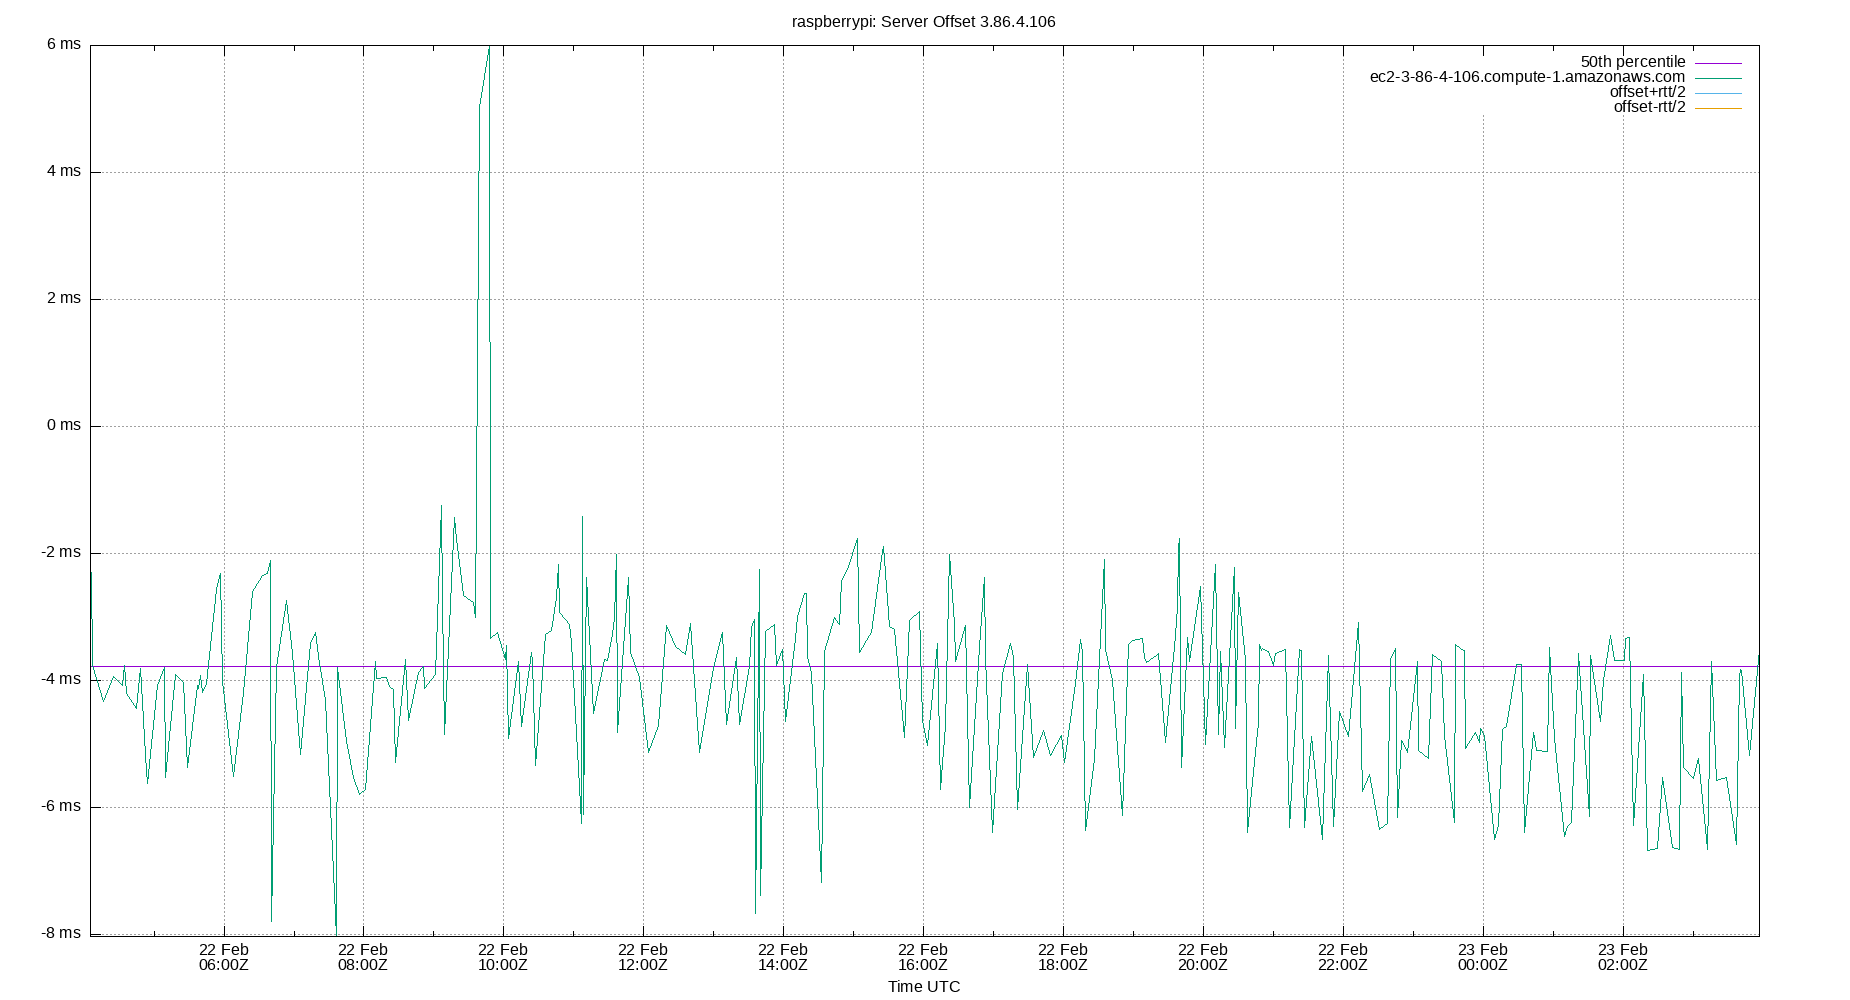 raspberrypi: Server Offset 3.86.4.106
6 ms
50th percentile
ec2-3-86-4-106.compute-1.amazonaws.com
offset+rtt/2
offset-rtt/2
4 ms
2 ms
0 ms
-2 ms
-4 ms
-6 ms
-8 ms
22 Feb 22 Feb 22 Feb 22 Feb 22 Feb 22 Feb 22 Feb 22 Feb 22 Feb 23 Feb 23 Feb
06:00Z 08:00Z 10:00Z 12:00Z 14:00Z 16:00Z 18:00Z 20:00Z 22:00Z 00:00Z 02:00Z
Time UTC